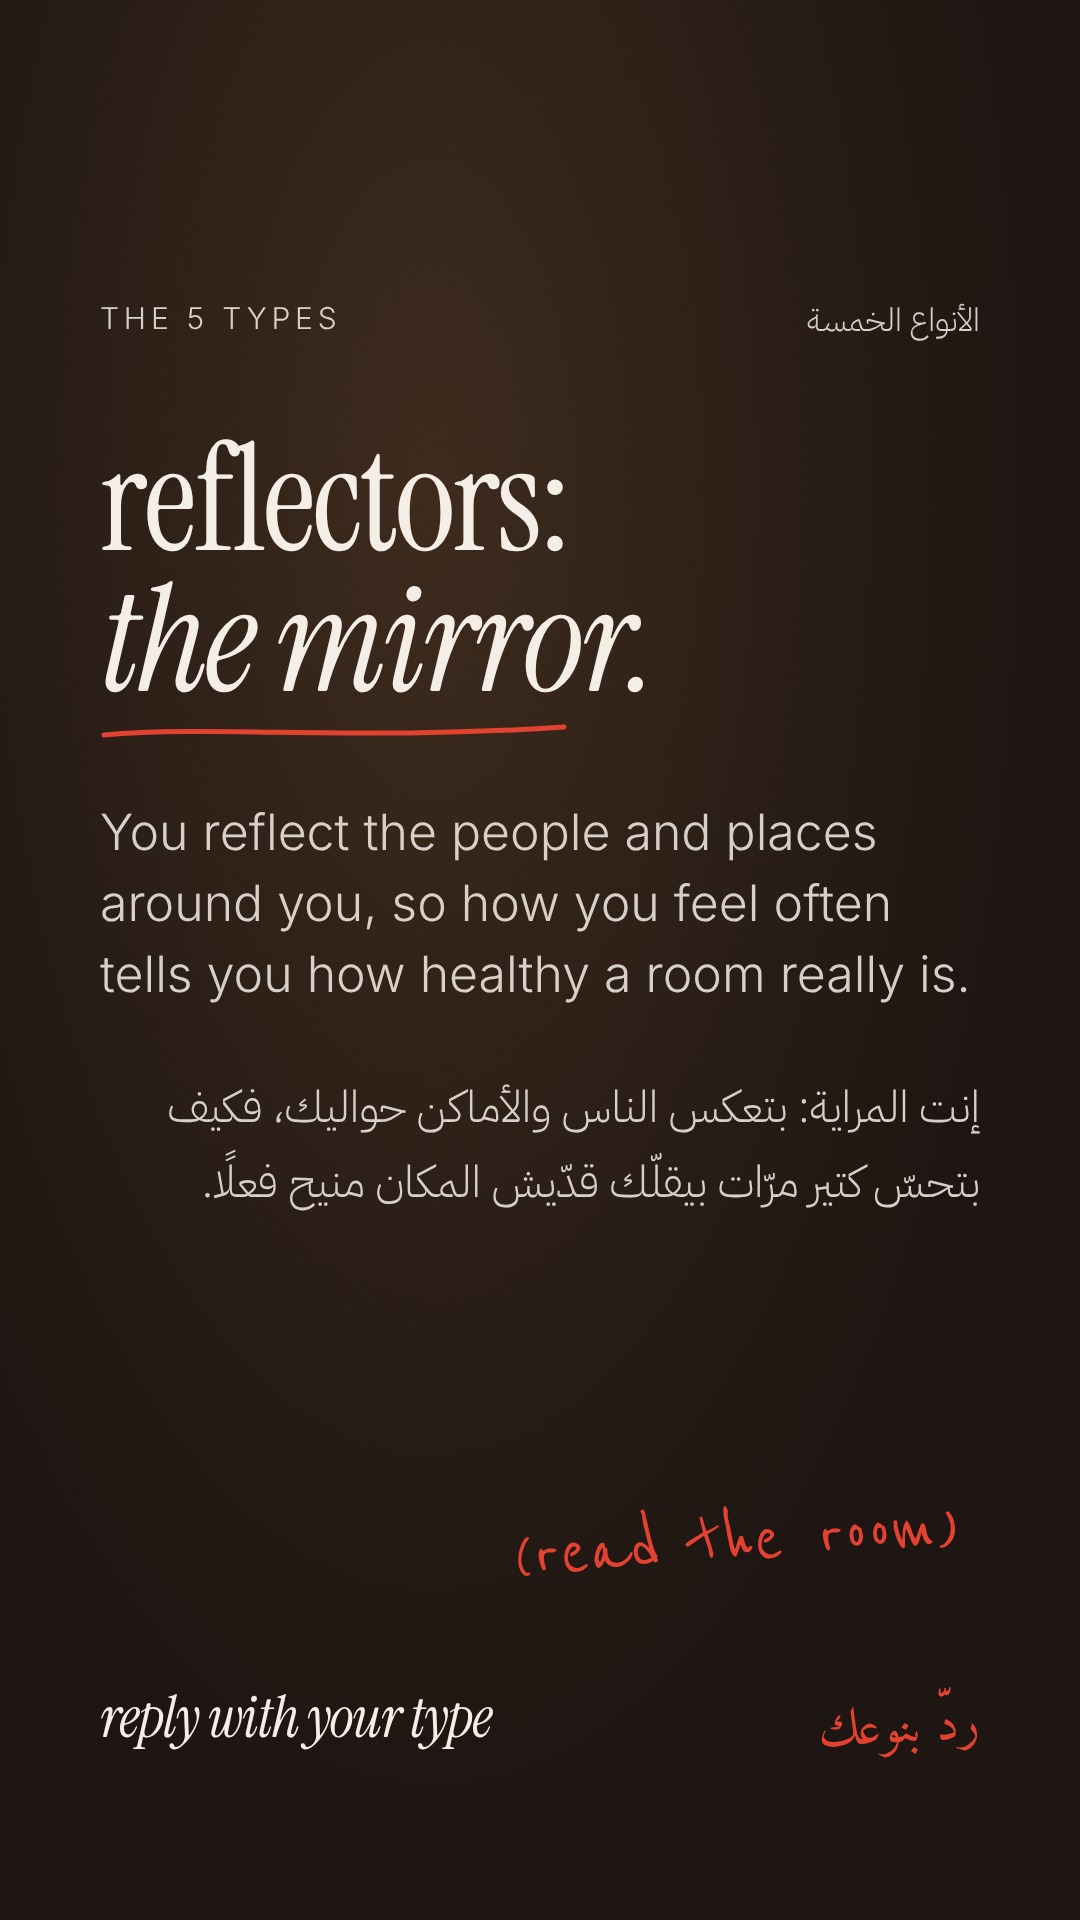 THE 5 TYPES
الأنواع الخمسة
reflectors:
the mirror.
You reflect the people and places
around you, so how you feel often
tells you how healthy a room really is.
إنت المراية: بتعكس الناس والأماكن حواليك، فكيف
بتحسّ كتير مرّات بيقلّك قدّيش المكان منيح فعلًا.
(read the room)
reply with your type
ردّ بنوعك